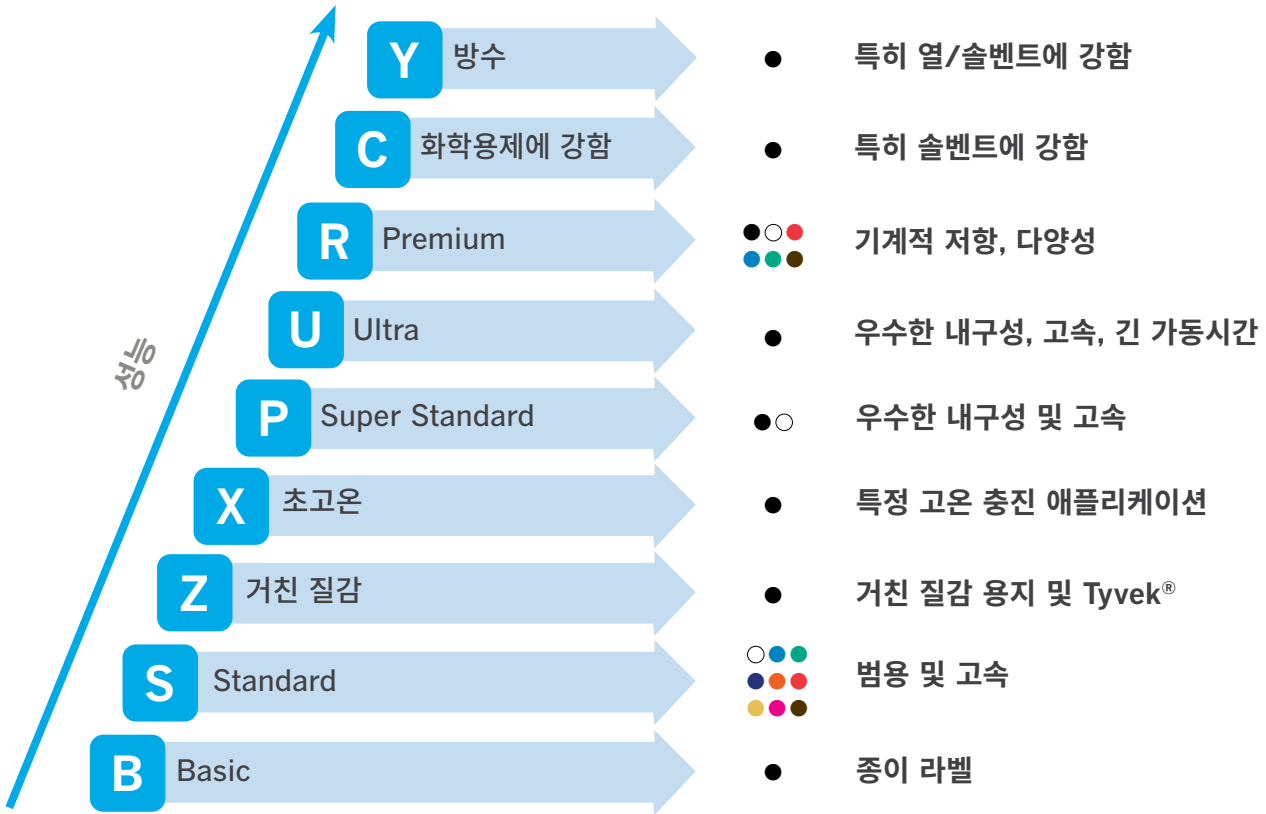 Y 방수 특히 열/솔벤트에 강함
C 화학용제에 강함 특히 솔벤트에 강함
R Premium 기계적 저항, 다양성
U Ultra 우수한 내구성, 고속, 긴 가동시간
성능
P Super Standard 우수한 내구성 및 고속
X 초고온 특정 고온 충진 애플리케이션
Z 거친 질감 거친 질감 용지 및 Tyvek®
S Standard 범용 및 고속
B Basic 종이 라벨